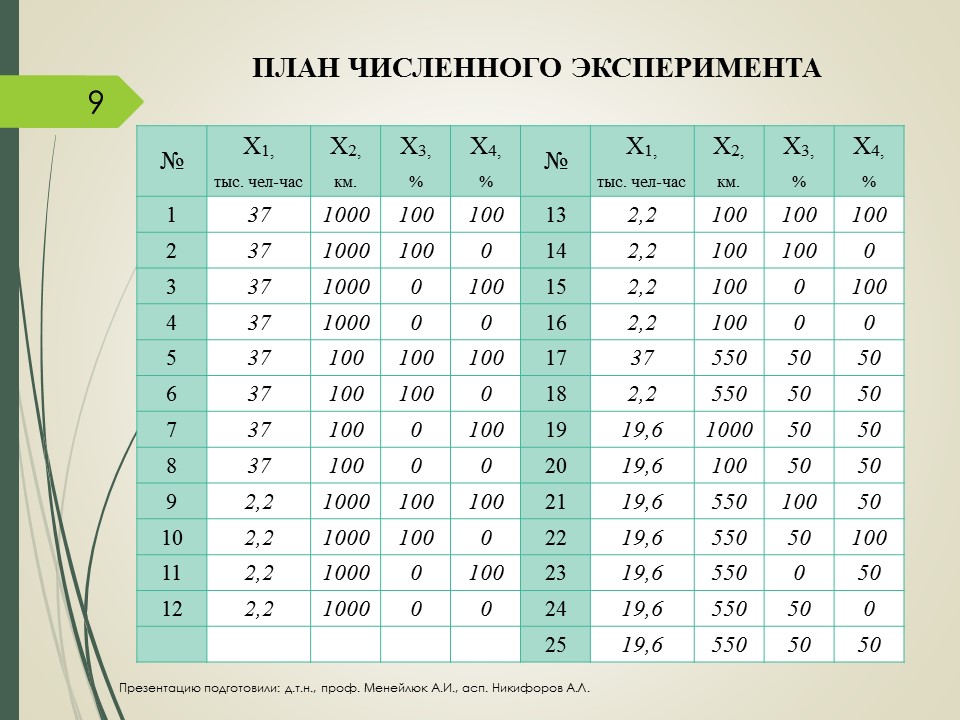 ПЛАН ЧИСЛЕННОГО ЭКСПЕРИМЕНТА
9
№ X1, тыс. чел-час X2, км. X3, % X4, % № X1, тыс. чел-час X2, км. X3, % X4, %
1 37 1000 100 100 13 2,2 100 100 100
2 37 1000 100 0 14 2,2 100 100 0
3 37 1000 0 100 15 2,2 100 0 100
4 37 1000 0 0 16 2,2 100 0 0
5 37 100 100 100 17 37 550 50 50
6 37 100 100 0 18 2,2 550 50 50
7 37 100 0 100 19 19,6 1000 50 50
8 37 100 0 0 20 19,6 100 50 50
9 2,2 1000 100 100 21 19,6 550 100 50
10 2,2 1000 100 0 22 19,6 550 50 100
11 2,2 1000 0 100 23 19,6 550 0 50
12 2,2 1000 0 0 24 19,6 550 50 0
25 19,6 550 50 50
Презентацию подготовили: д.т.н., проф. Менейлюк А.И., асп. Никифоров А.Л.